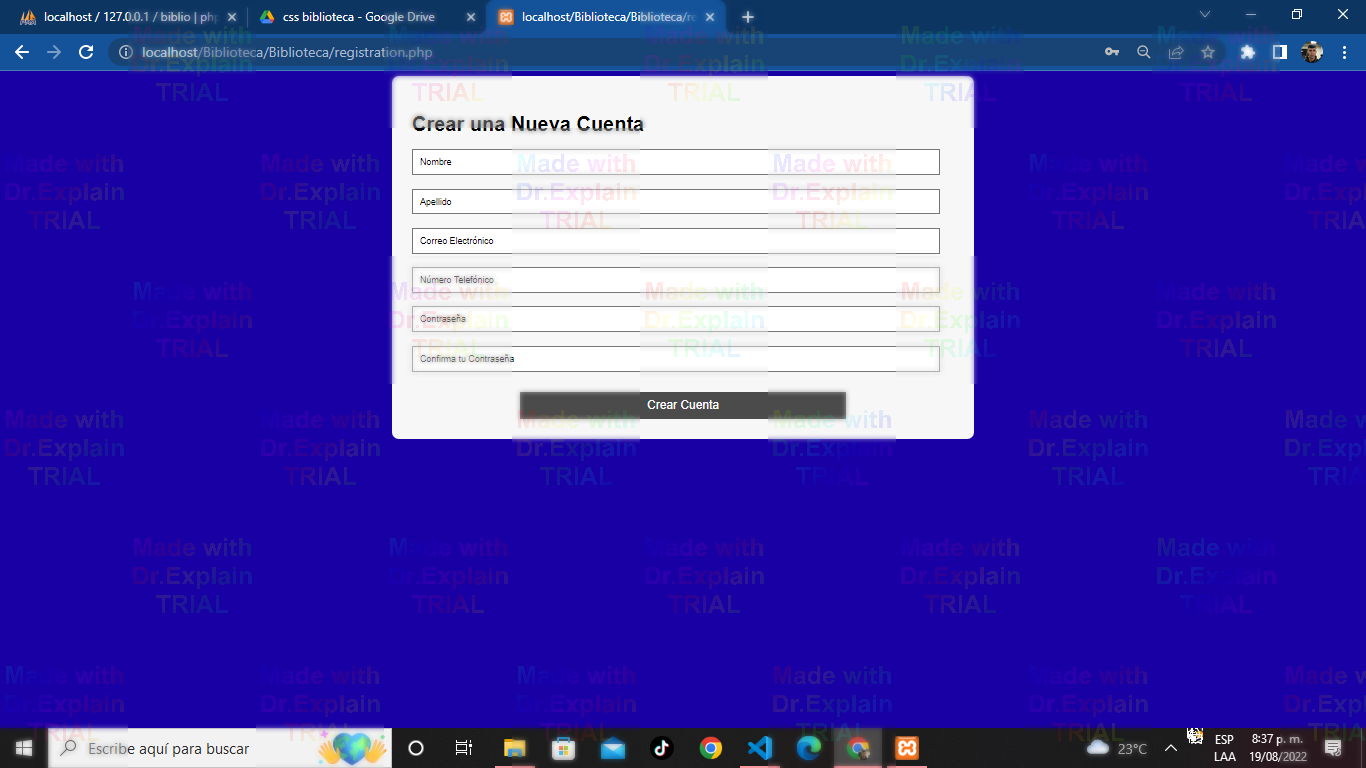 localhost / 127.0.0.1 / biblio | php
css biblioteca - Google Drive
localhost/Biblioteca/Biblioteca/re
localhost/Biblioteca/Biblioteca/registration.php
Made with Dr.Explain TRIAL
Crear una Nueva Cuenta
Nombre
Apellido
Correo Electrónico
Número Telefónico
Contraseña
Confirma tu Contraseña
Crear Cuenta
Escribe aquí para buscar
23°C
ESP
LAA
8:37 p. m.
19/08/2022